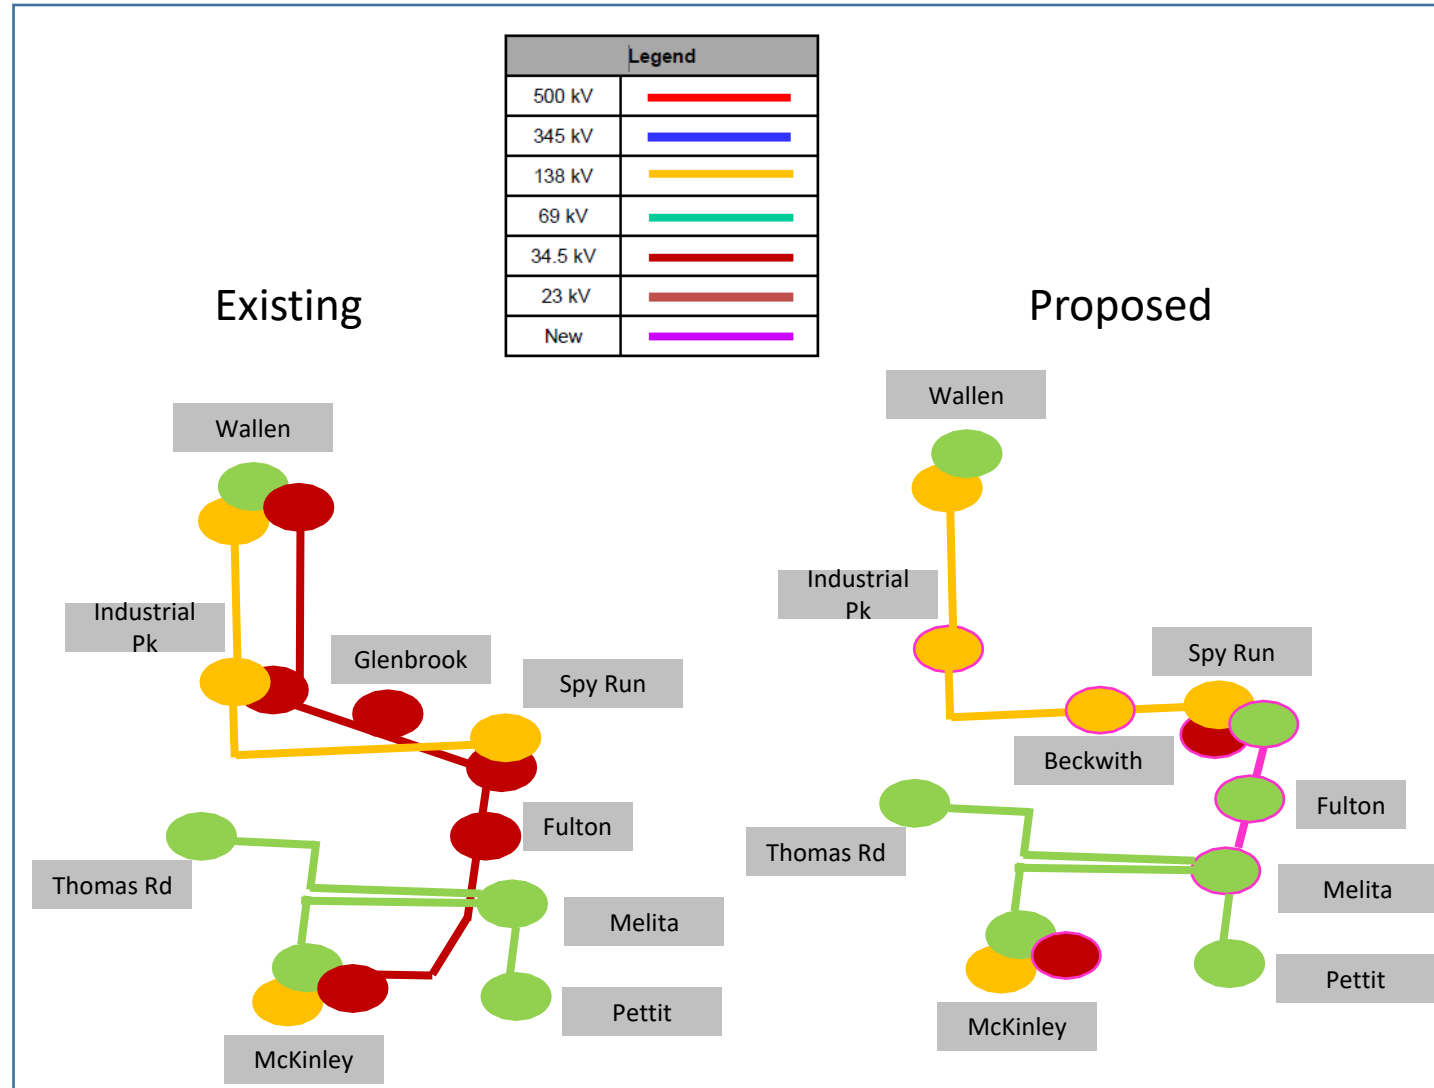 Legend
500 kV
345 kV
138 kV
69 kV
34.5 kV
23 kV
New
Existing
Wallen
Industrial
Pk
Glenbrook
Spy Run
Fulton
Thomas Rd
Melita
Pettit
McKinley
Proposed
Wallen
Industrial
Pk
Spy Run
Beckwith
Fulton
Thomas Rd
Melita
Pettit
McKinley